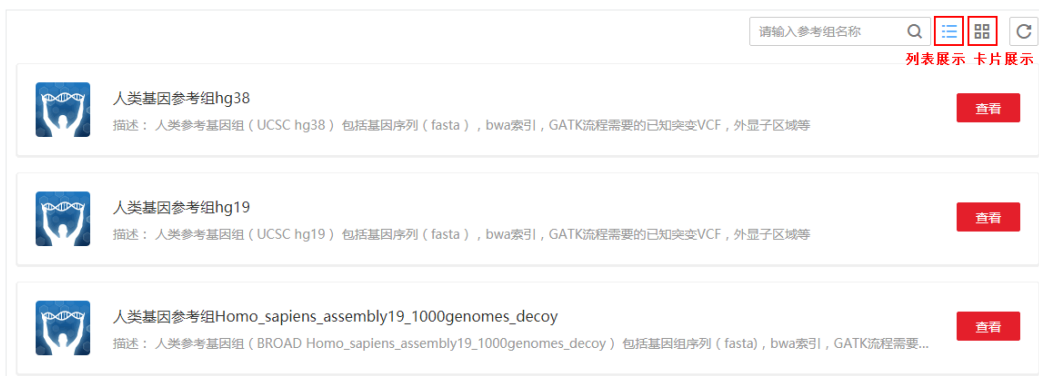 请输入参考组名称
列表展示 卡片展示
人类基因参考组hg38
查看
描述： 人类参考基因组（UCSC hg38）包括基因序列（fasta），bwa索引，GATK流程需要的已知突变VCF，外显子区域等
人类基因参考组hg19
查看
描述： 人类参考基因组（UCSC hg19）包括基因序列（fasta），bwa索引，GATK流程需要的已知突变VCF，外显子区域等
人类基因参考组Homo_sapiens_assembly19_1000genomes_decoy
查看
描述： 人类参考基因组（BROAD Homo_sapiens_assembly19_1000genomes_decoy）包括基因组序列（fasta)，bwa索引，GATK流程需要...